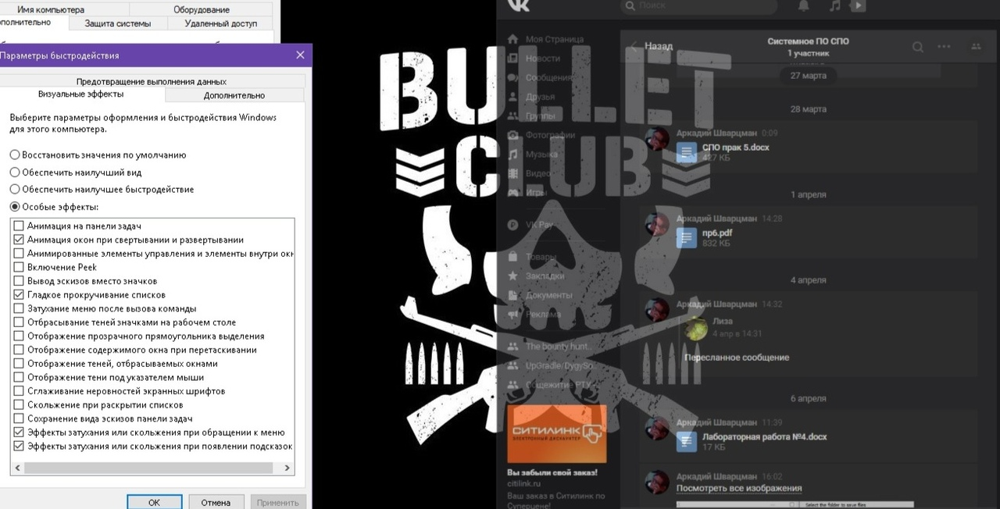 Имя компьютера
Оборудование
полнительно
Защита системы
Удаленный доступ
Параметры быстродействия
Предотвращение выполнения данных
Визуальные эффекты
Дополнительно
Выберите параметры оформления и быстродействия Windows
для этого компьютера.
Восстановить значения по умолчанию
Обеспечить наилучший вид
Обеспечить наилучшее быстродействие
Особые эффекты:
Анимация на панели задач
Анимация окон при свертывании и развертывании
Анимированные элементы управления и элементы внутри окн
Включение Peek
Вывод эскизов вместо значков
Гладкое прокручивание списков
Затухание меню после вызова команды
Отбрасывание теней значками на рабочем столе
Отображение прозрачного прямоугольника выделения
Отображение содержимого окна при перетаскивании
Отображение теней, отбрасываемых окнами
Отображение тени под указателем мыши
Сглаживание неровностей экранных шрифтов
Скольжение при раскрытии списков
Сохранение вида эскизов панели задач
Эффекты затухания или скольжения при обращении к меню
Эффекты затухания или скольжения при появлении подсказок
ОК
Отмена
Применить
BULLET
CLUB
Поиск
Моя Страница
Новости
Сообщения
Друзья
Группы
Фотографии
Музыка
Видео
Игры
VK Pay
Товары
Закладки
Документы
Реклама
The bounty hunt..
UpGradle/DygySo..
Общежитие РТУ
СИТИЛИНК
ЭЛЕКТРОННЫЙ ДИСКАУНТЕР
Вы забыли свой заказ!
citilink.ru
Ваш заказ в Ситилинк по
Суперцене!
Назад
Системное ПО СПО
1 участник
27 марта
28 марта
Аркадий Шварцман 0:09
СПО прак 5.docx
427 КБ
1 апреля
Аркадий Шварцман 14:28
пр6.pdf
832 КБ
4 апреля
Аркадий Шварцман 14:32
Лиза
4 апр в 14:31
Пересланное сообщение
6 апреля
Аркадий Шварцман 11:39
Лабораторная работа №4.docx
17 КБ
Аркадий Шварцман 16:02
Посмотреть все изображения
Select the folder to save files